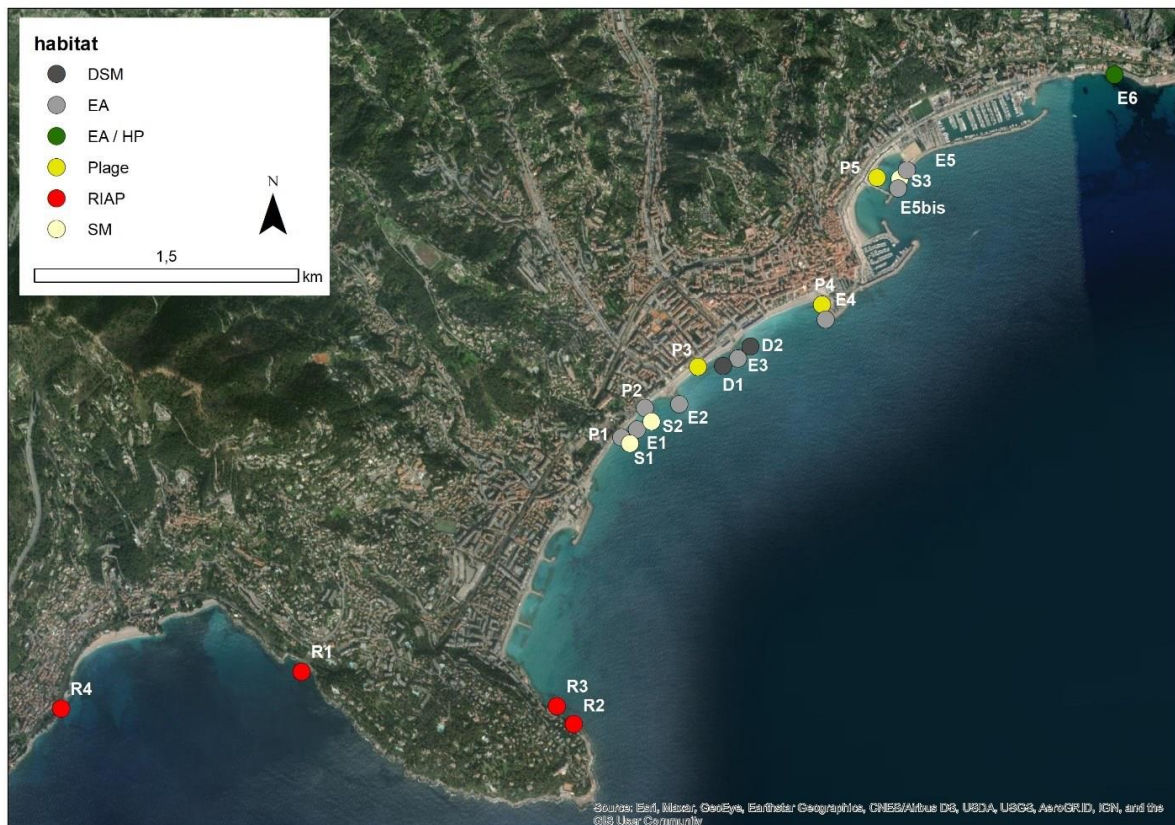 habitat
DSM
EA
EA / HP
Plage
RIAP
SM
N
1,5
km
E6
E5
P5
S3
E5bis
P4
E4
D2
P3
E3
D1
P2
E2
S2
P1
E1
S1
R1
R3
R4
R2
Source: Esri, Maxar, GeoEye, Earthstar Geographics, CNES/Airbus DS, USDA, USGS, AeroGRID, IGN, and the
GIS User Community